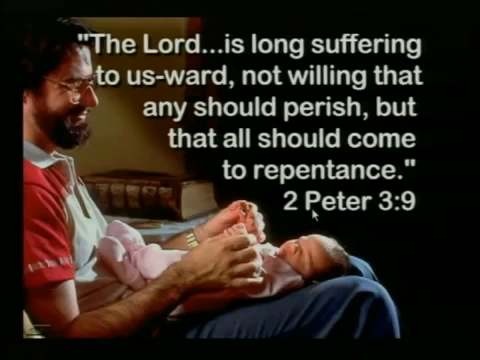 "The Lord...is long suffering
to us-ward, not willing that
any should perish, but
that all should come
to repentance."
2 Peter 3:9